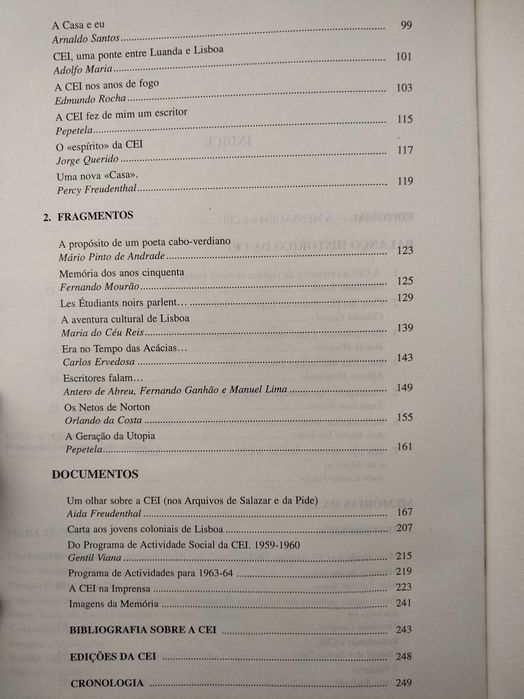 A Casa e eu
Arnaldo Santos 99
CEI, uma ponte entre Luanda e Lisboa
Adolfo Maria 101
A CEI nos anos de fogo
Edmundo Rocha 103
A CEI fez de mim um escritor
Pepetela 115
O «espírito» da CEI
Jorge Querido 117
Uma nova «Casa».
Percy Freudenthal 119
2. FRAGMENTOS
A propósito de um poeta cabo-verdiano
Mário Pinto de Andrade 123
Memória dos anos cinquenta
Fernando Mourão 125
Les Étudiants noirs parlent… 129
A aventura cultural de Lisboa
Maria do Céu Reis 139
Era no Tempo das Acácias…
Carlos Ervedosa 143
Escritores falam…
Antero de Abreu, Fernando Ganhão e Manuel Lima 149
Os Netos de Norton
Orlando da Costa 155
A Geração da Utopia
Pepetela 161
DOCUMENTOS
Um olhar sobre a CEI (nos Arquivos de Salazar e da Pide)
Aida Freudenthal 167
Carta aos jovens coloniais de Lisboa 207
Do Programa de Actividade Social da CEI. 1959-1960
Gentil Viana 215
Programa de Actividades para 1963-64 219
A CEI na Imprensa 223
Imagens da Memória 241
BIBLIOGRAFIA SOBRE A CEI 243
EDIÇÕES DA CEI 248
CRONOLOGIA 249